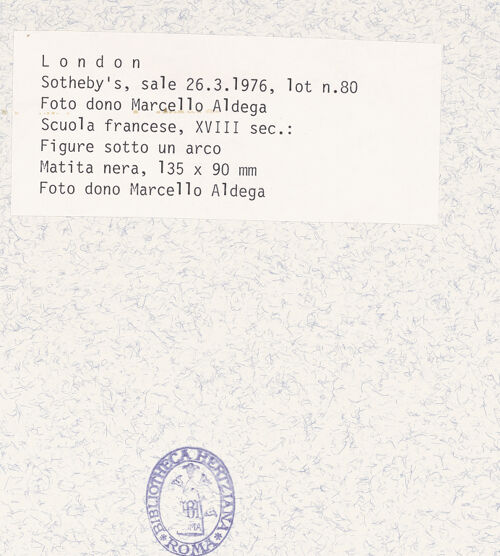 London
Sotheby's, sale 26.3.1976, lot n.80
Foto dono Marcello Aldega
Scuola francese, XVIII sec.:
Figure sotto un arco
Matita nera, 135 x 90 mm
Foto dono Marcello Aldega
BIBLIOTHECA HERTZIANA
ROMA